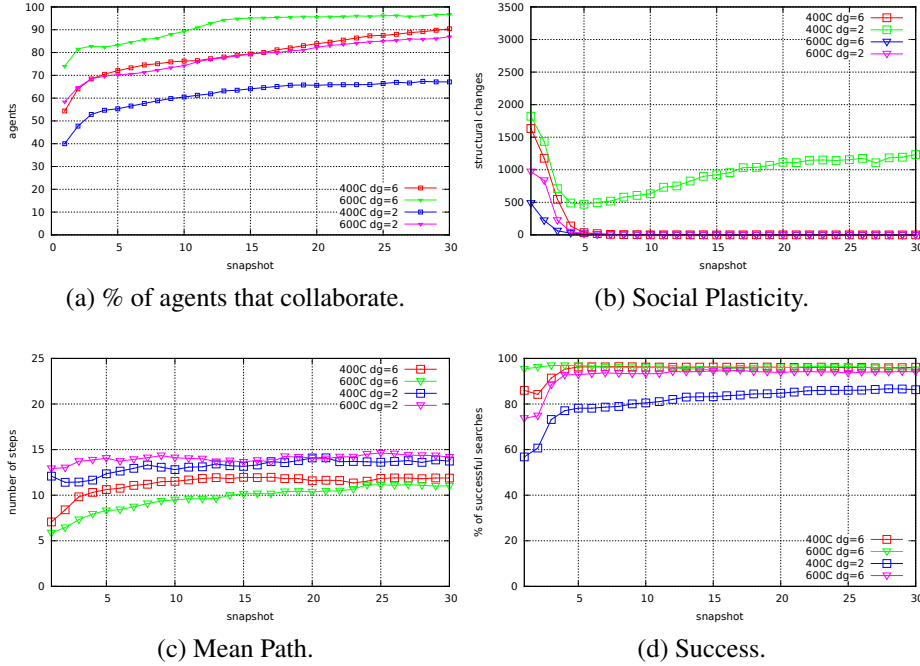 100
90
80
70
60
50
40
30
20
10
0
agents
0 5 10 15 20 25 30
snapshot
400C dg=6
600C dg=6
400C dg=2
600C dg=2
(a) % of agents that collaborate.
3500
3000
2500
2000
1500
1000
500
0
structural changes
5 10 15 20 25 30
snapshot
400C dg=6
400C dg=2
600C dg=6
600C dg=2
(b) Social Plasticity.
25
20
15
10
5
0
number of steps
5 10 15 20 25 30
snapshot
400C dg=6
600C dg=6
400C dg=2
600C dg=2
(c) Mean Path.
100
80
60
40
20
0
% of successful searches
5 10 15 20 25 30
snapshot
400C dg=6
600C dg=6
400C dg=2
600C dg=6
(d) Success.